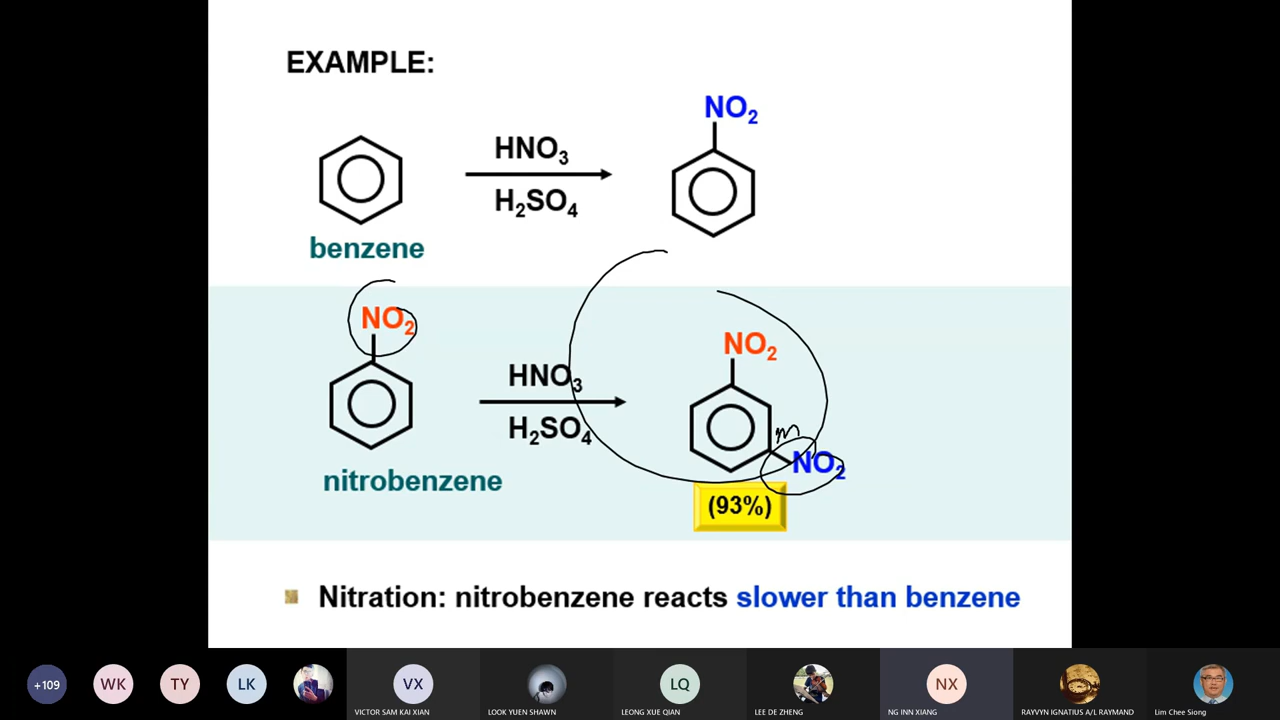 EXAMPLE:
NO2
HNO3
H2SO4
benzene
NO2
NO2
HNO3
H2SO4
m
NO2
nitrobenzene
(93%)
Nitration: nitrobenzene reacts slower than benzene
+109
WK
TY
LK
VX
LQ
NX
VICTOR SAM KAI XIAN
LOOK YUEN SHAWN
LEONG XUE QIAN
LEE DE ZHENG
NG INN XIANG
RAYVYN IGNATIUS A/L RAYMAND
Lim Chee Siong